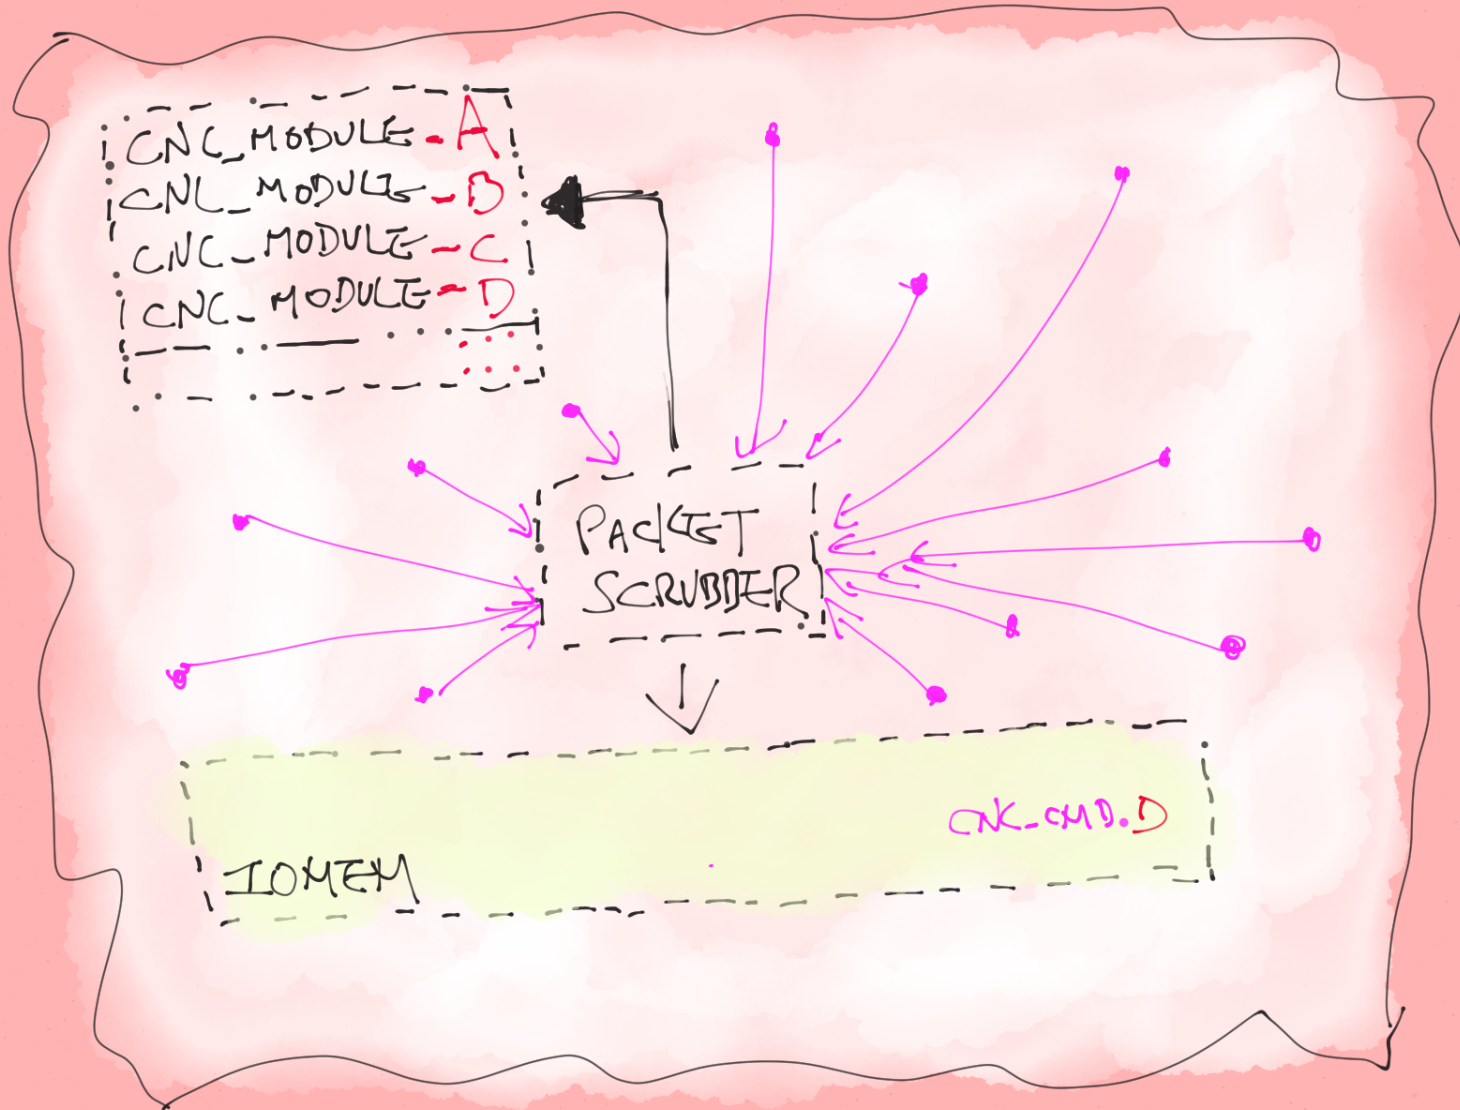 CNC_MODULE-A
CNC_MODULE-B
CNC_MODULE-C
CNC_MODULE-D
PACKET
SCRUBBER
CNC_CMD.D
IOMEM